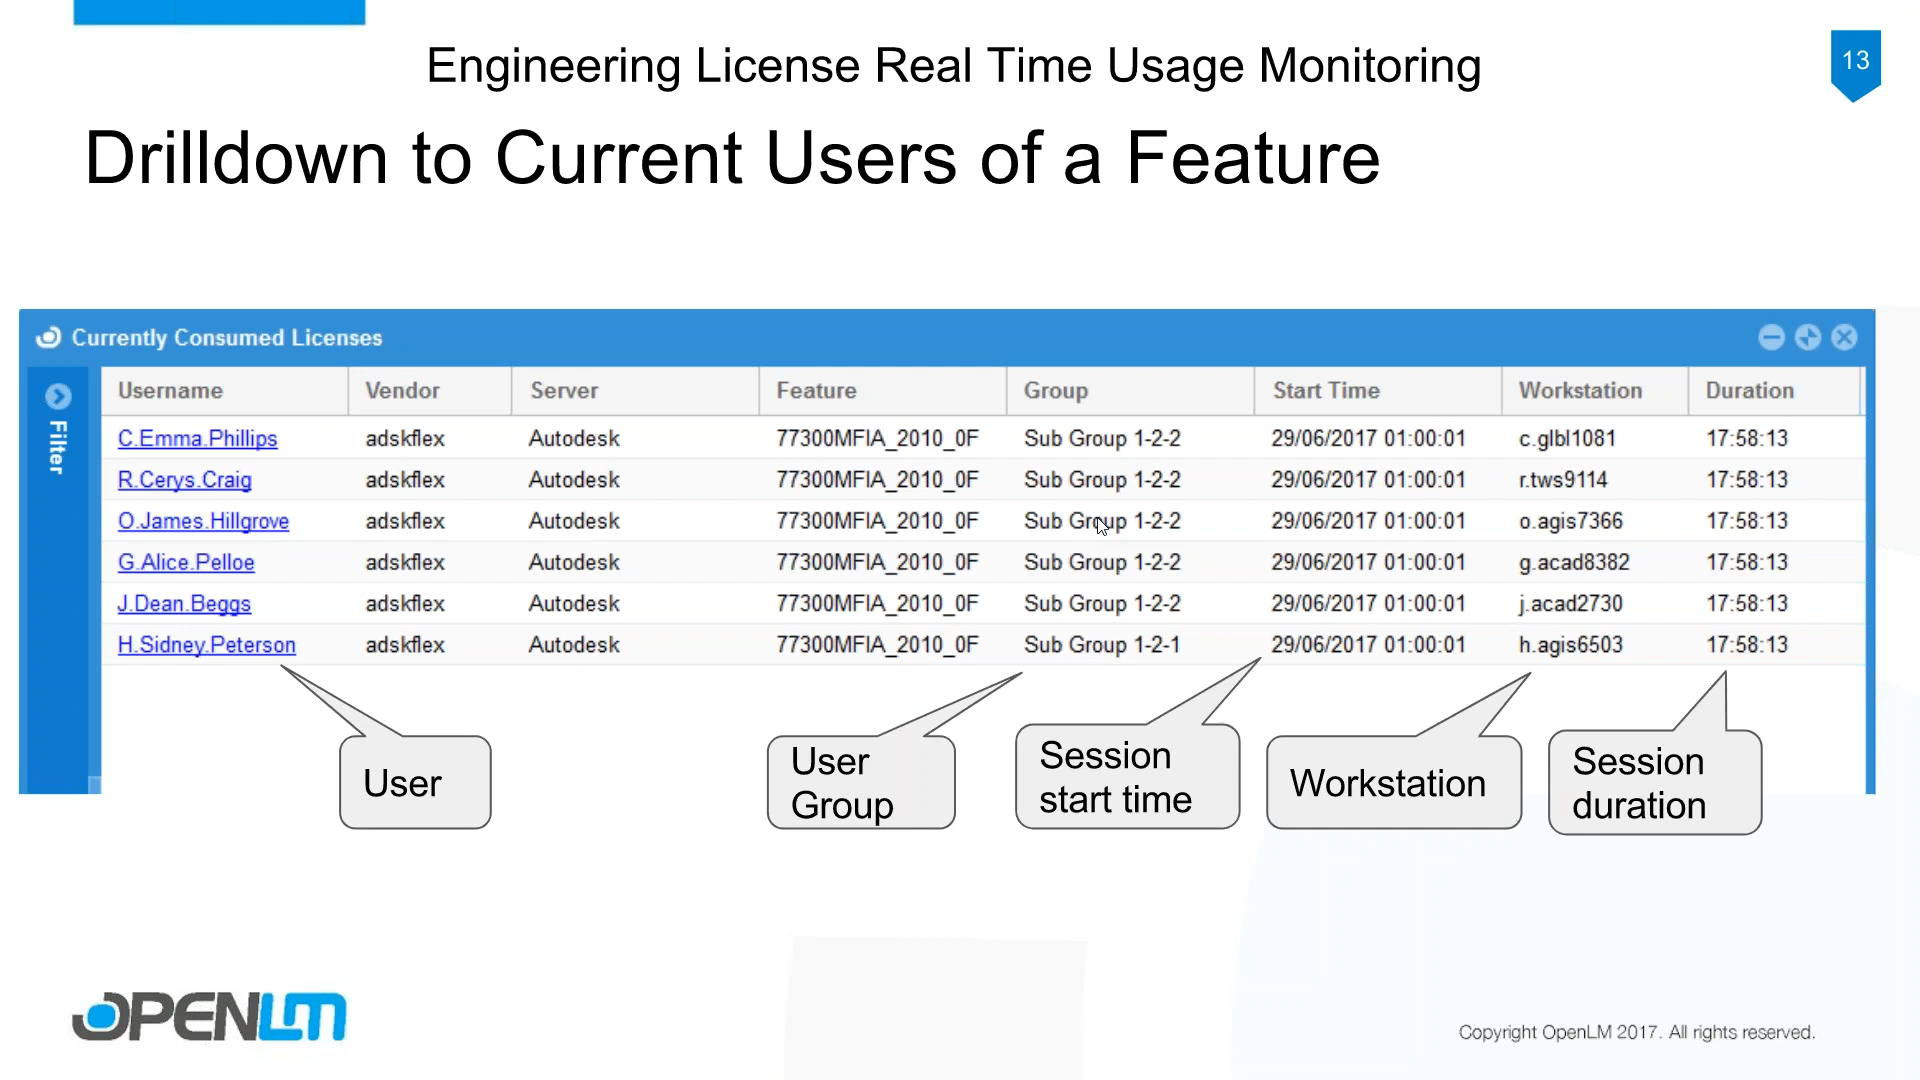 Engineering License Real Time Usage Monitoring
13
Drilldown to Current Users of a Feature
Currently Consumed Licenses
Filter
Username Vendor Server Feature Group Start Time Workstation Duration
C.Emma.Phillips adskflex Autodesk 77300MFIA_2010_0F Sub Group 1-2-2 29/06/2017 01:00:01 c.glbl1081 17:58:13
R.Cerys.Craig adskflex Autodesk 77300MFIA_2010_0F Sub Group 1-2-2 29/06/2017 01:00:01 r.tws9114 17:58:13
O.James.Hillgrove adskflex Autodesk 77300MFIA_2010_0F Sub Group 1-2-2 29/06/2017 01:00:01 o.agis7366 17:58:13
G.Alice.Pelloe adskflex Autodesk 77300MFIA_2010_0F Sub Group 1-2-2 29/06/2017 01:00:01 g.acad8382 17:58:13
J.Dean.Beggs adskflex Autodesk 77300MFIA_2010_0F Sub Group 1-2-2 29/06/2017 01:00:01 j.acad2730 17:58:13
H.Sidney.Peterson adskflex Autodesk 77300MFIA_2010_0F Sub Group 1-2-1 29/06/2017 01:00:01 h.agis6503 17:58:13
User
User
Group
Session
start time
Workstation
Session
duration
OPENLM
Copyright OpenLM 2017. All rights reserved.